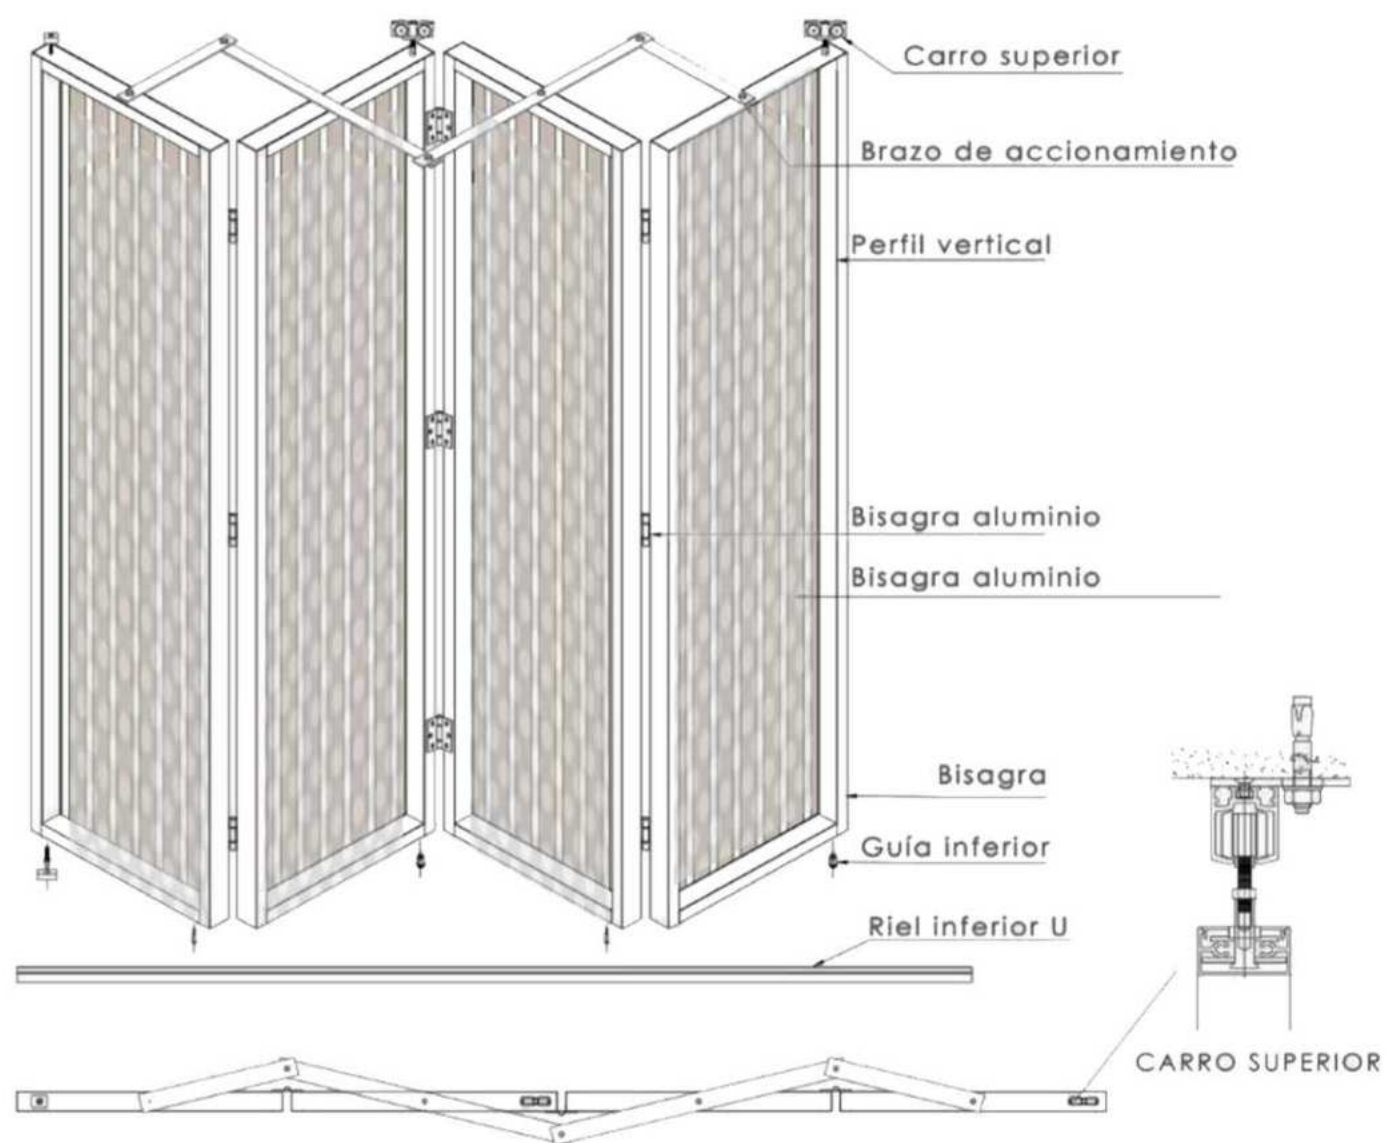 Carro superior
Brazo de accionamiento
Perfil vertical
Bisagra aluminio
Bisagra aluminio
Bisagra
Guía inferior
Riel inferior U
CARRO SUPERIOR